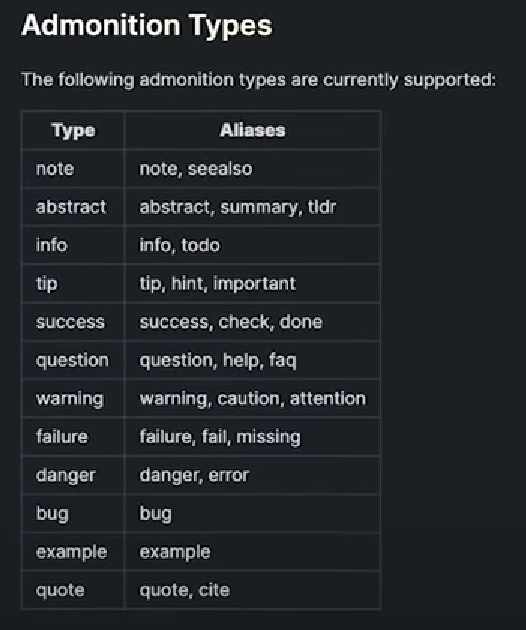 Admonition Types
The following admonition types are currently supported:
Type Aliases
note note, seealso
abstract abstract, summary, tldr
info info, todo
tip tip, hint, important
success success, check, done
question question, help, faq
warning warning, caution, attention
failure failure, fail, missing
danger danger, error
bug bug
example example
quote quote, cite